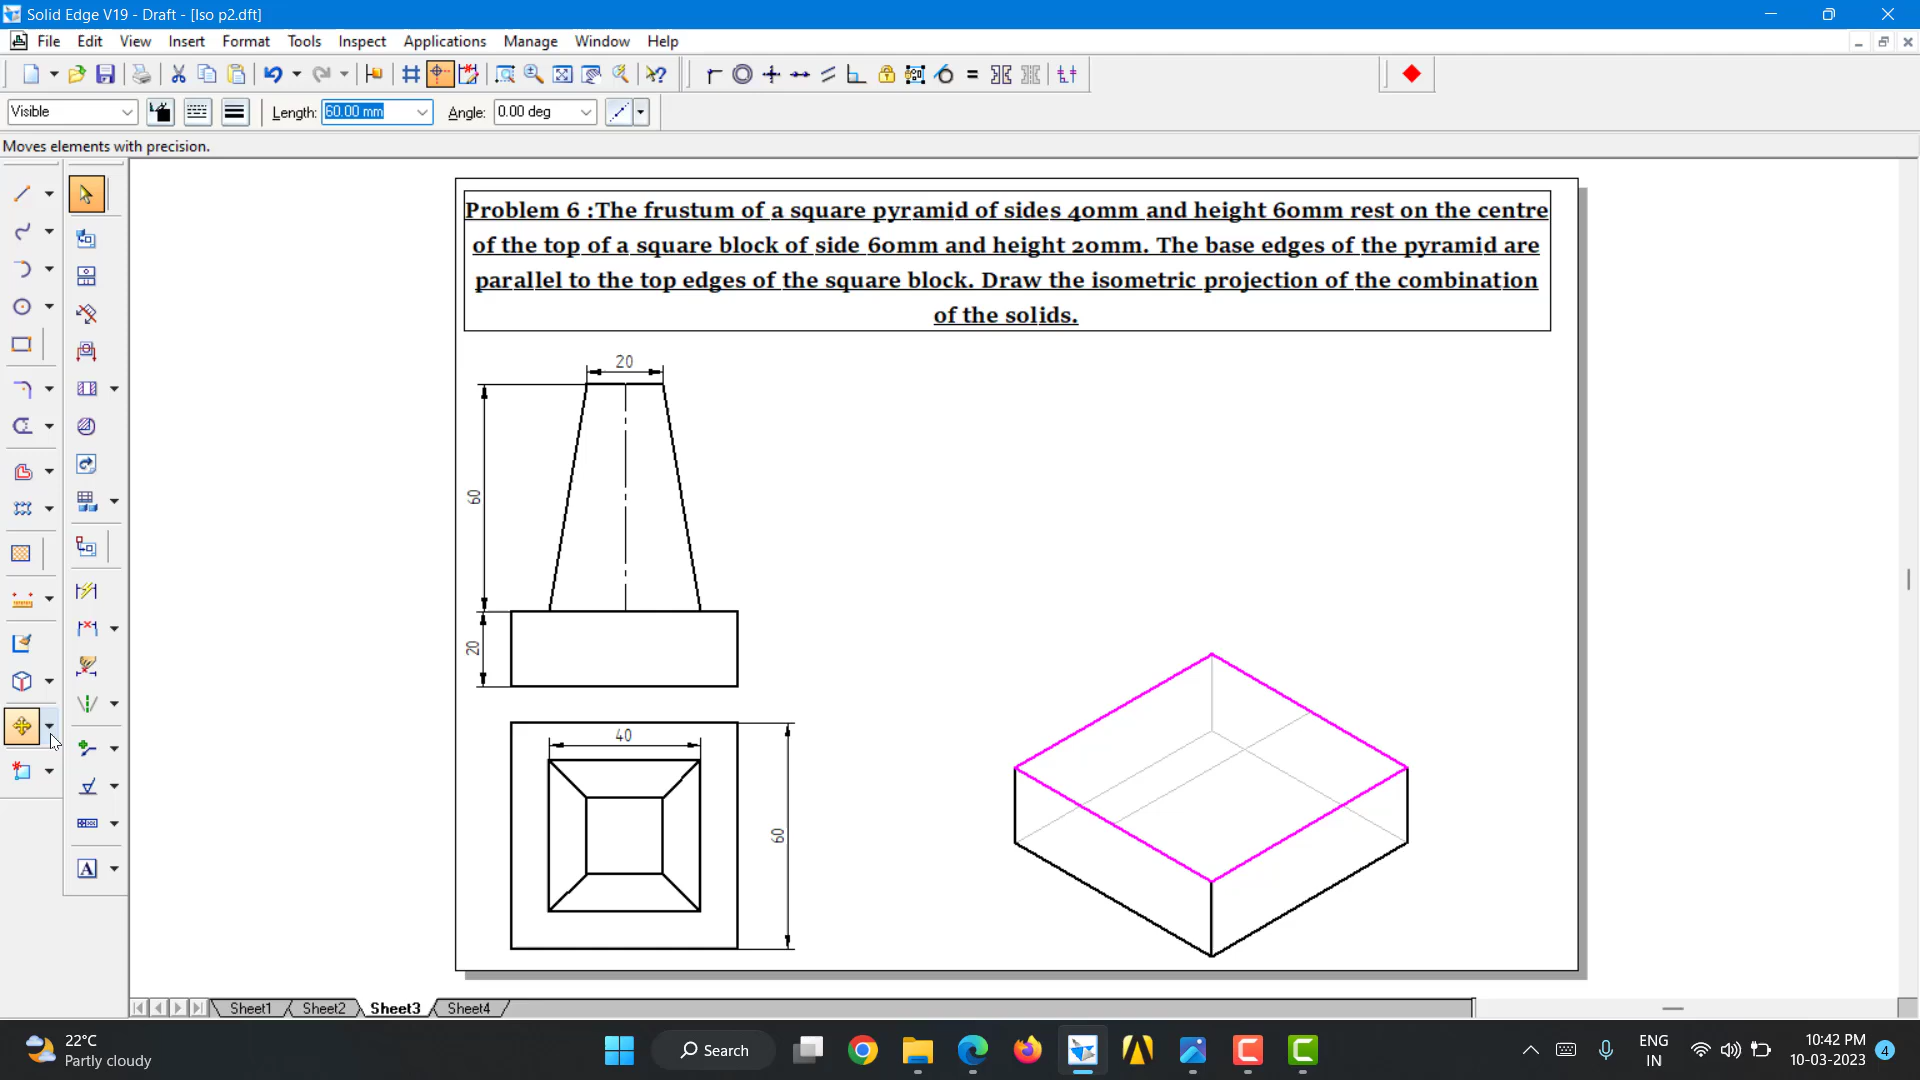 Solid Edge V19 - Draft - [Iso p2.dft]
File Edit View Insert Format Tools Inspect Applications Manage Window Help
Visible Length: 60.00 mm Angle: 0.00 deg
Moves elements with precision.
Problem 6 :The frustum of a square pyramid of sides 40mm and height 60mm rest on the centre
of the top of a square block of side 60mm and height 20mm. The base edges of the pyramid are
parallel to the top edges of the square block. Draw the isometric projection of the combination
of the solids.
20
60
20
40
60
A
Sheet1 Sheet2 Sheet3 Sheet4
22°C
Partly cloudy
Search
ENG
IN
10:42 PM
10-03-2023
4